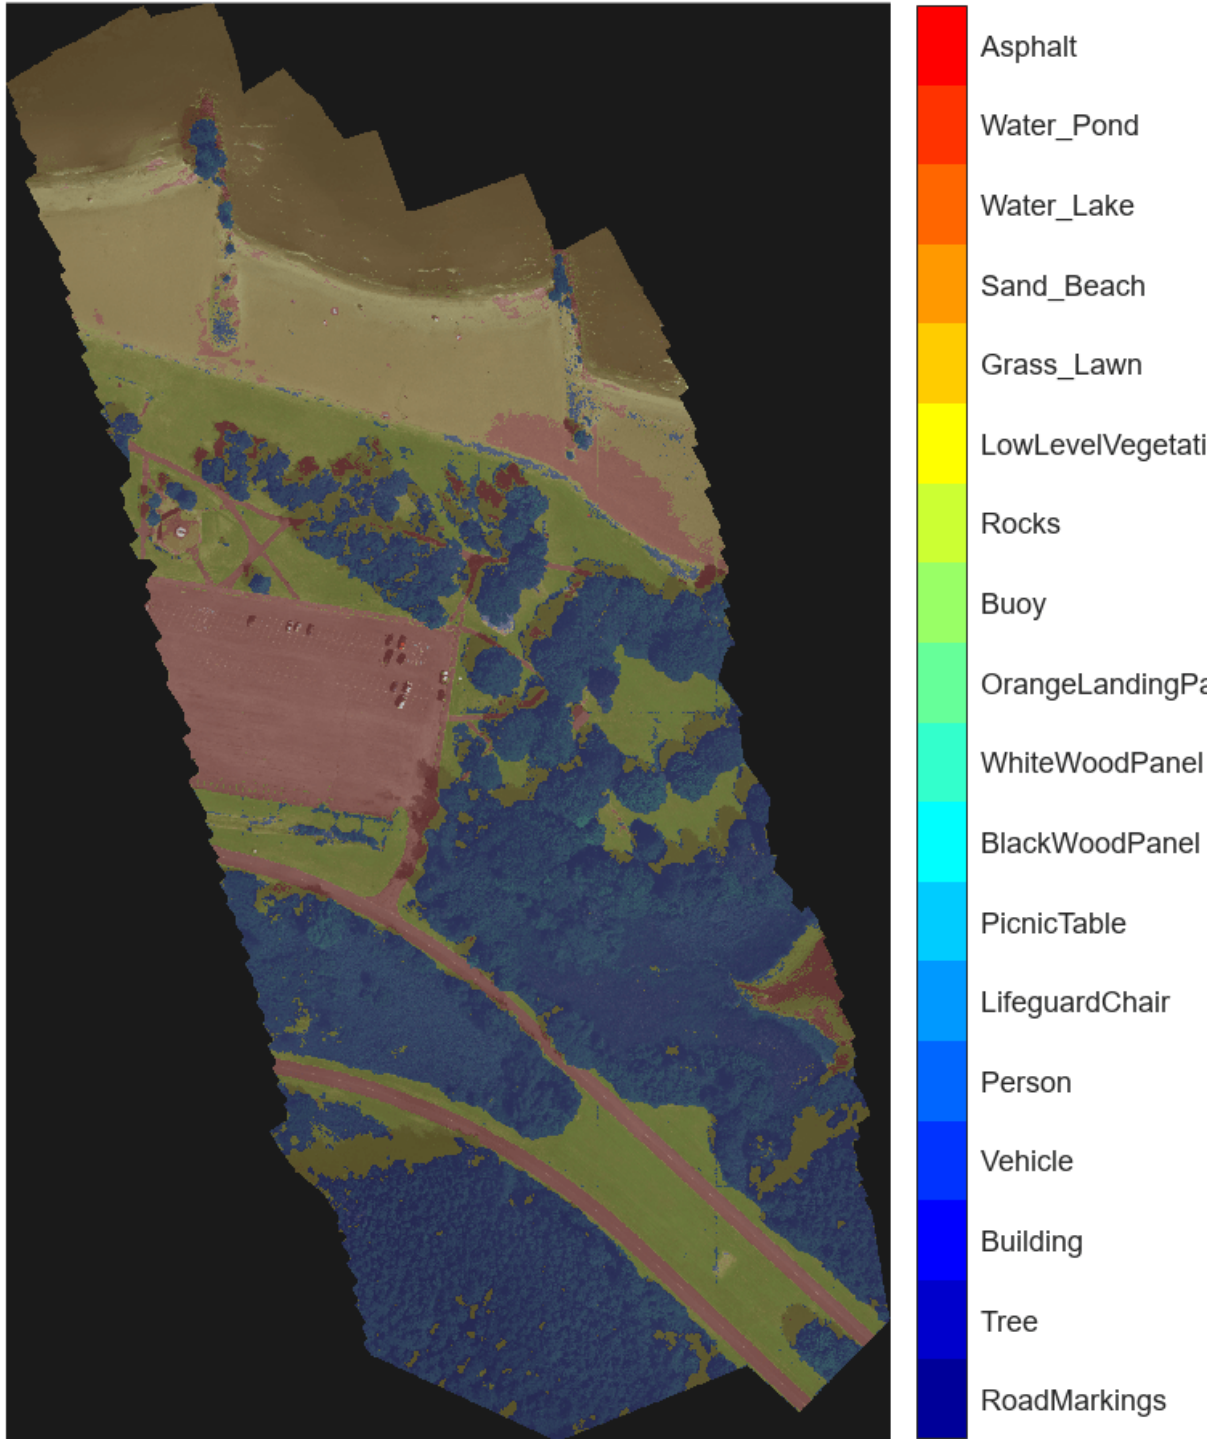 Asphalt
Water_Pond
Water_Lake
Sand_Beach
Grass_Lawn
LowLevelVegetati
Rocks
Buoy
OrangeLandingPa
WhiteWoodPanel
BlackWoodPanel
PicnicTable
LifeguardChair
Person
Vehicle
Building
Tree
RoadMarkings